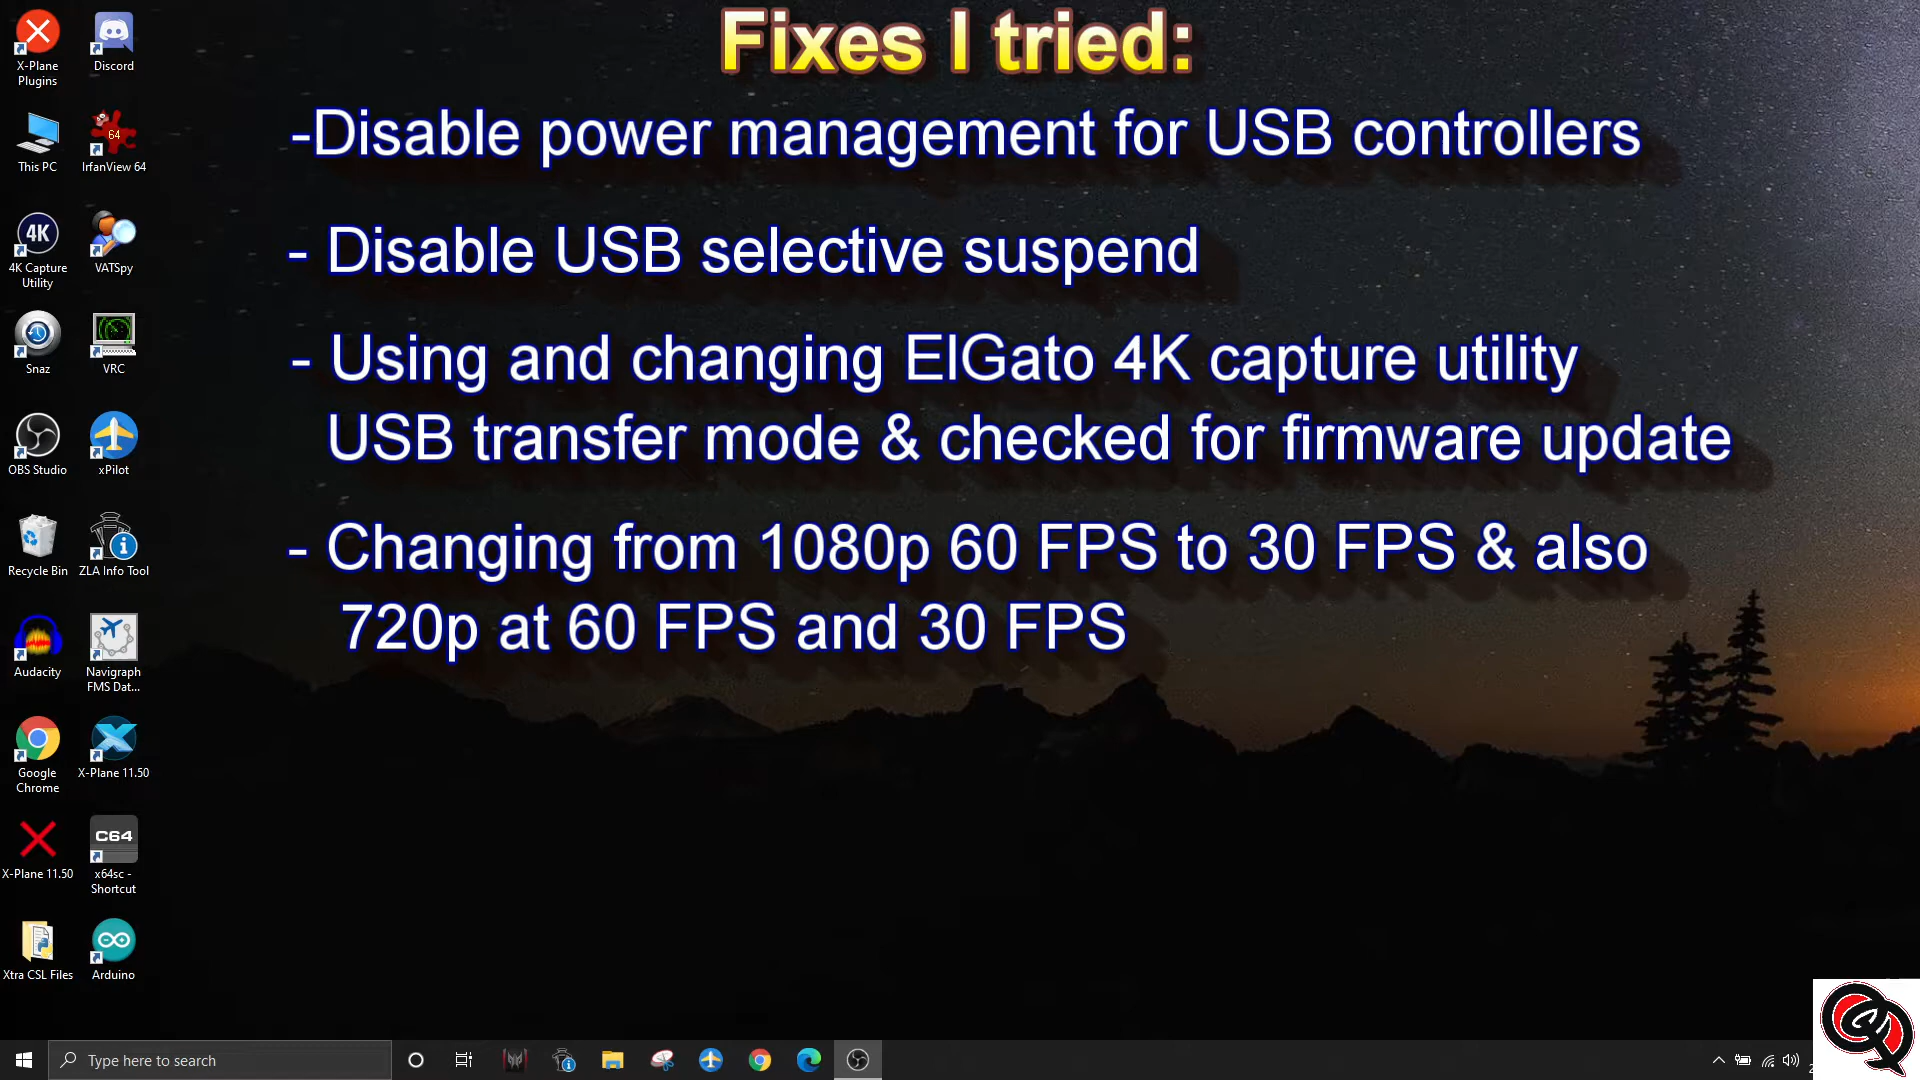 Fixes I tried:
-Disable power management for USB controllers
- Disable USB selective suspend
- Using and changing ElGato 4K capture utility
USB transfer mode & checked for firmware update
- Changing from 1080p 60 FPS to 30 FPS & also
720p at 60 FPS and 30 FPS
X-Plane
Plugins
Discord
This PC
64
IrfanView 64
4K
4K Capture
Utility
VATSpy
Snaz
VRC
OBS Studio
xPilot
Recycle Bin
ZLA Info Tool
Audacity
Navigraph
FMS Dat...
Google
Chrome
X-Plane 11.50
X-Plane 11.50
C64
x64sc -
Shortcut
Xtra CSL Files
Arduino
Type here to search